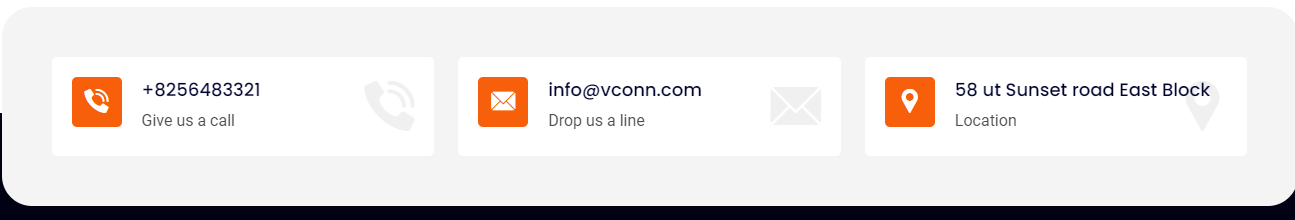 +8256483321
Give us a call
info@vconn.com
Drop us a line
58 ut Sunset road East Block
Location